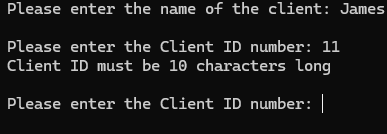 Please enter the name of the client: James
Please enter the Client ID number: 11
Client ID must be 10 characters long
Please enter the Client ID number: